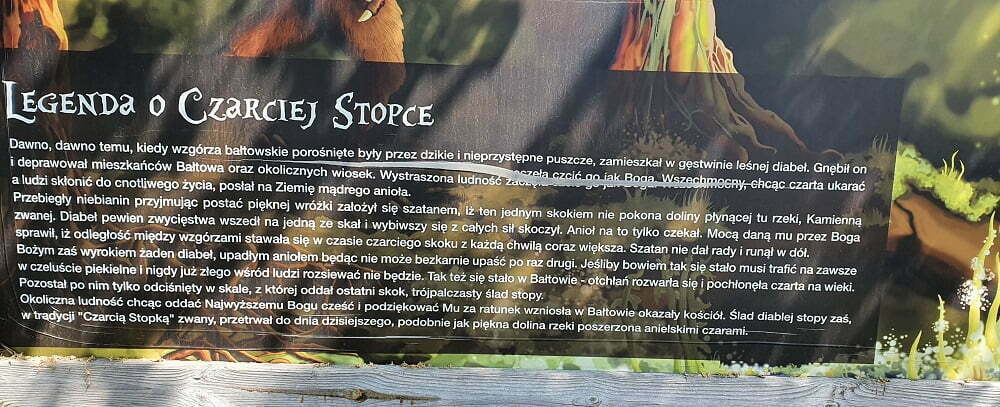 Legenda o Czarciej Stopce
Dawno, dawno temu, kiedy wzgórza bałtowskie porośnięte były przez dzikie i nieprzystępne puszcze, zamieszkał w gęstwinie leśnej diabeł. Gnębił on
i deprawował mieszkańców Bałtowa oraz okolicznych wiosek. Wystraszona ludność zaczęła czcić go jak Boga. Wszechmocny, chcąc czarta ukarać
a ludzi skłonić do cnotliwego życia, posłał na Ziemię mądrego anioła.
Przebiegły niebianin przyjmując postać pięknej wróżki założył się szatanem, iż ten jednym skokiem nie pokona doliny płynącej tu rzeki, Kamienną
zwanej. Diabeł pewien zwycięstwa wszedł na jedną ze skał i wybiwszy się z całych sił skoczył. Anioł na to tylko czekał. Mocą daną mu przez Boga
sprawił, iż odległość między wzgórzami stawała się w czasie czarciego skoku z każdą chwilą coraz większa. Szatan nie dał rady i runął w dół.
Bożym zaś wyrokiem żaden diabeł, upadłym aniołem będąc nie może bezkarnie upaść po raz drugi. Jeśliby bowiem tak się stało musi trafić na zawsze
w czeluście piekielne i nigdy już złego wśród ludzi rozsiewać nie będzie. Tak też się stało w Bałtowie - otchłań rozwarła się i pochłonęła czarta na wieki.
Pozostał po nim tylko odciśnięty w skale, z której oddał ostatni skok, trójpalczasty ślad stopy.
Okoliczna ludność chcąc oddać Najwyższemu Bogu cześć i podziękować Mu za ratunek wzniosła w Bałtowie okazały kościół. Ślad diablej stopy zaś,
w tradycji "Czarcią Stopką" zwany, przetrwał do dnia dzisiejszego, podobnie jak piękna dolina rzeki poszerzona anielskimi czarami.